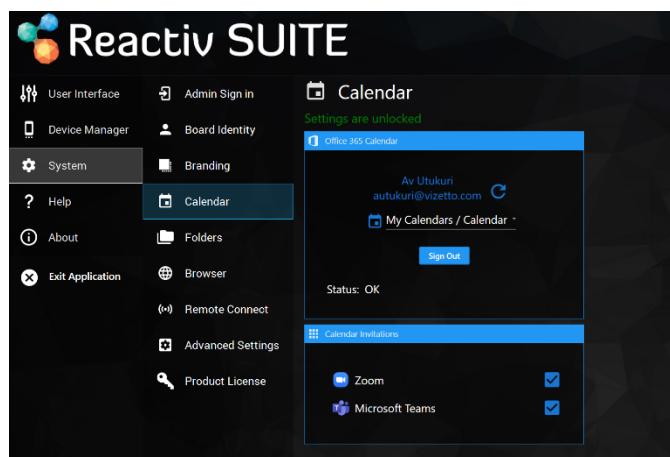 Reactiv SUITE
User Interface
Device Manager
System
Help
About
Exit Application
Admin Sign in
Board Identity
Branding
Calendar
Folders
Browser
Remote Connect
Advanced Settings
Product License
Calendar
Settings are unlocked
Office 365 Calendar
Av Utukuri
autukuri@vizetto.com
My Calendars / Calendar
Sign Out
Status: OK
Calendar Invitations
Zoom
Microsoft Teams